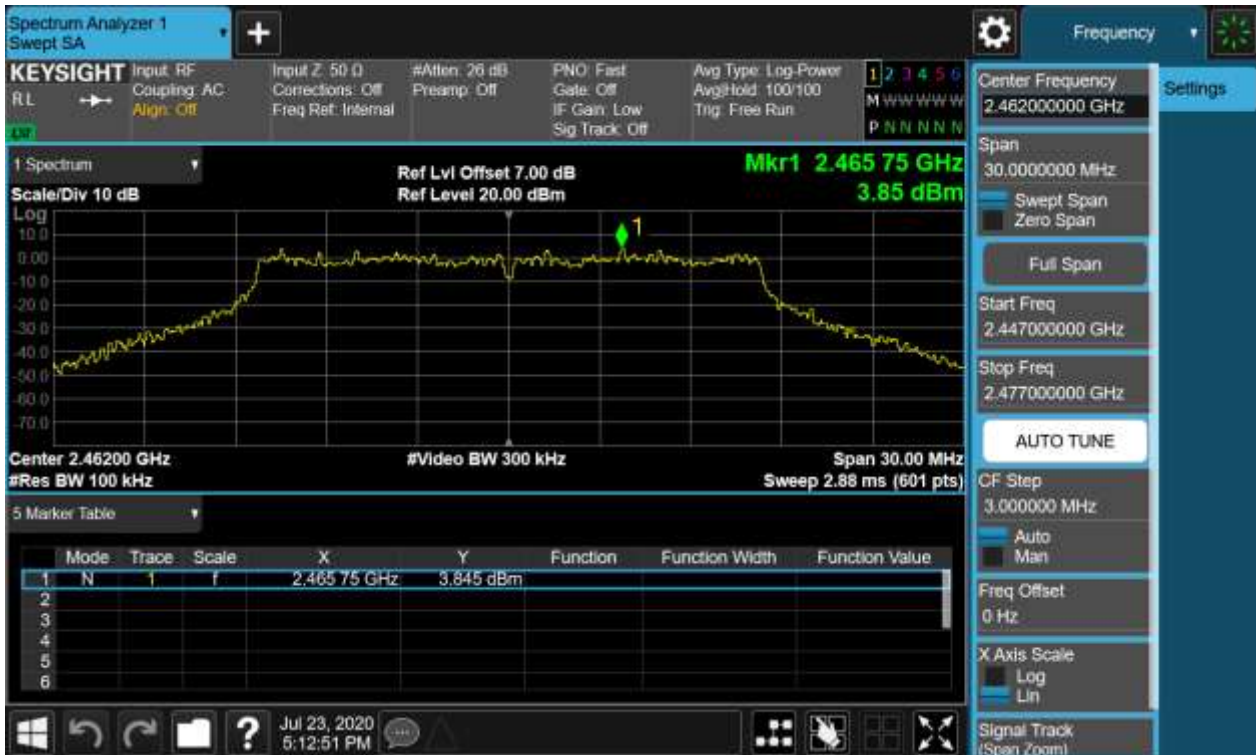 Spectrum Analyzer 1
Swept SA
+
Frequency
KEYSIGHT
RL
Input: RF
Coupling: AC
Align: Off
Input Z: 50 Ω
Corrections: Off
Freq Ref: Internal
#Atten: 26 dB
Preamp: Off
PNO: Fast
Gate: Off
IF Gain: Low
Sig Track: Off
Avg Type: Log-Power
Avg|Hold: 100/100
Trig: Free Run
1 2 3 4 5 6
M W W W W W
P N N N N N
1 Spectrum
Scale/Div 10 dB
Ref Lvl Offset 7.00 dB
Ref Level 20.00 dBm
Mkr1 2.465 75 GHz
3.85 dBm
Log
10.0
0.00
-10.0
-20.0
-30.0
-40.0
-50.0
-60.0
-70.0
1
Center 2.46200 GHz
#Res BW 100 kHz
#Video BW 300 kHz
Span 30.00 MHz
Sweep 2.88 ms (601 pts)
5 Marker Table
Mode Trace Scale X Y Function Function Width Function Value
1 N 1 f 2.465 75 GHz 3.845 dBm
2
3
4
5
6
Center Frequency
2.462000000 GHz
Settings
Span
30.0000000 MHz
Swept Span
Zero Span
Full Span
Start Freq
2.447000000 GHz
Stop Freq
2.477000000 GHz
AUTO TUNE
CF Step
3.000000 MHz
Auto
Man
Freq Offset
0 Hz
X Axis Scale
Log
Lin
Signal Track
(Span Zoom)
?
Jul 23, 2020
5:12:51 PM